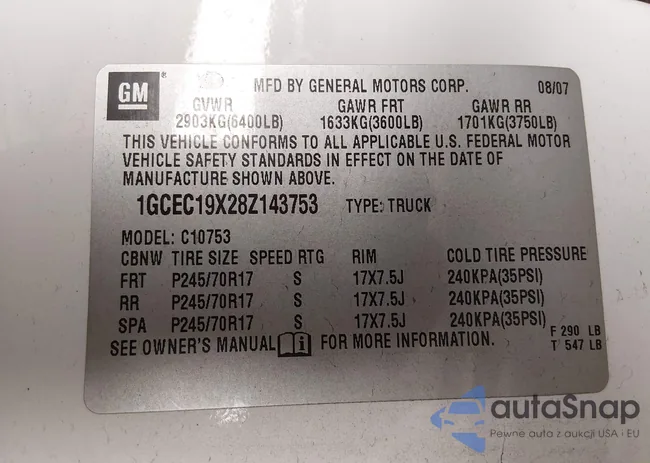 GM ® MFD BY GENERAL MOTORS CORP. 08/07
GVWR GAWR FRT GAWR RR
2903KG(6400LB) 1633KG(3600LB) 1701KG(3750LB)
THIS VEHICLE CONFORMS TO ALL APPLICABLE U.S. FEDERAL MOTOR
VEHICLE SAFETY STANDARDS IN EFFECT ON THE DATE OF
MANUFACTURE SHOWN ABOVE.
1GCEC19X28Z143753 TYPE: TRUCK
MODEL: C10753
CBNW TIRE SIZE SPEED RTG RIM COLD TIRE PRESSURE
FRT P245/70R17 S 17X7.5J 240KPA(35PSI)
RR P245/70R17 S 17X7.5J 240KPA(35PSI)
SPA P245/70R17 S 17X7.5J 240KPA(35PSI)
F 290 LB
SEE OWNER'S MANUAL i FOR MORE INFORMATION. T 547 LB
autaSnap
Pewne auta z aukcji USA - EU